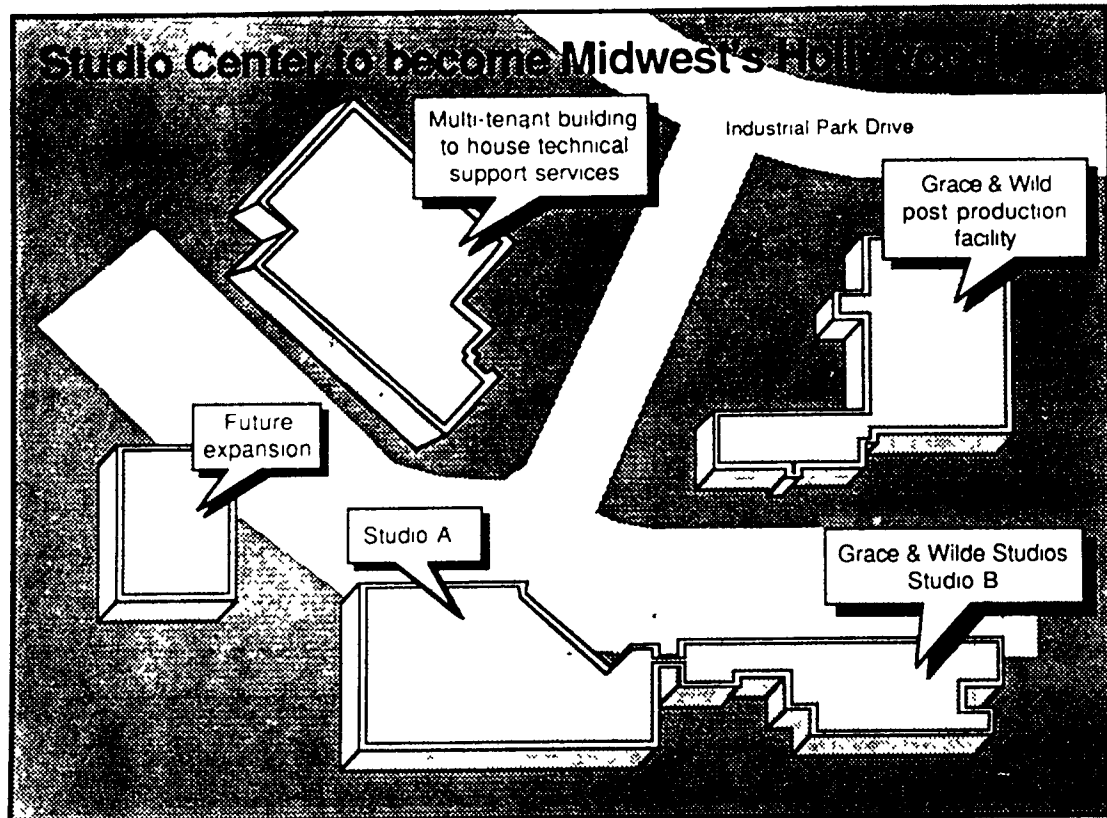 Studio Center to become Midwest's Hollywood
Multi-tenant building
to house technical
support services
Industrial Park Drive
Grace & Wild
post production
facility
Future
expansion
Studio A
Grace & Wilde Studios
Studio B